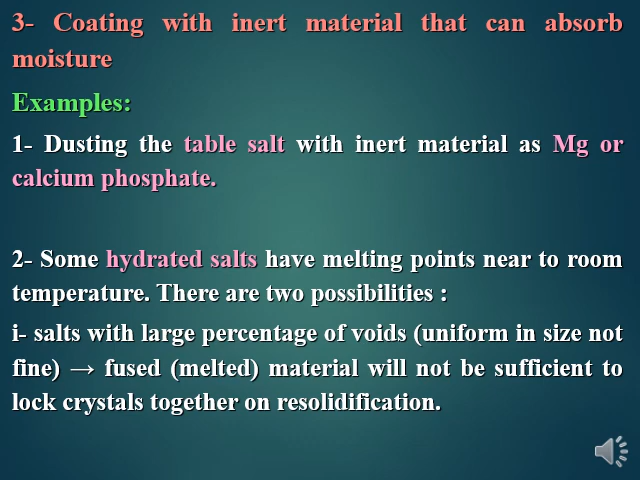 3- Coating with inert material that can absorb
moisture
Examples:
1- Dusting the table salt with inert material as Mg or
calcium phosphate.
2- Some hydrated salts have melting points near to room
temperature. There are two possibilities :
i- salts with large percentage of voids (uniform in size not
fine) → fused (melted) material will not be sufficient to
lock crystals together on resolidification.